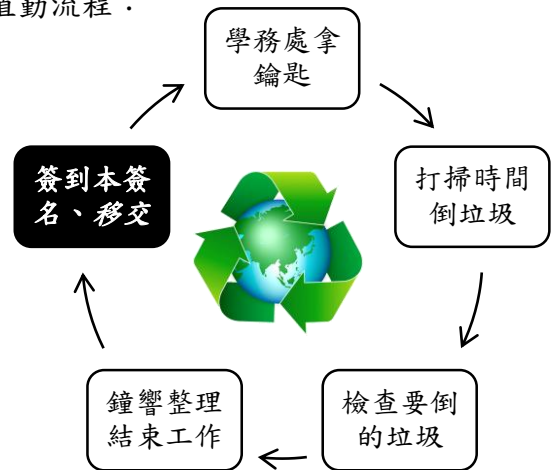 值動流程：
學務處拿
鑰匙
打掃時間
倒垃圾
檢查要倒
的垃圾
鐘響整理
結束工作
簽到本簽
名、移交